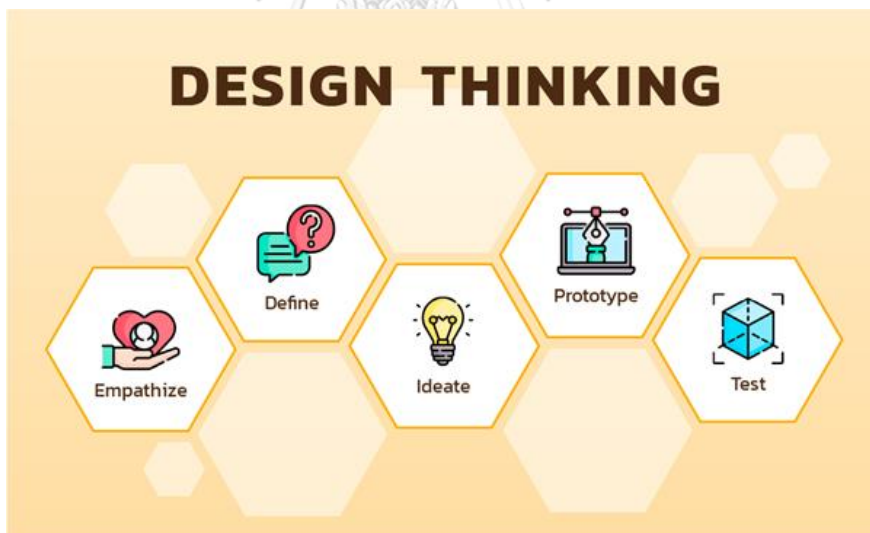 DESIGN THINKING
Empathize
Define
Ideate
Prototype
Test